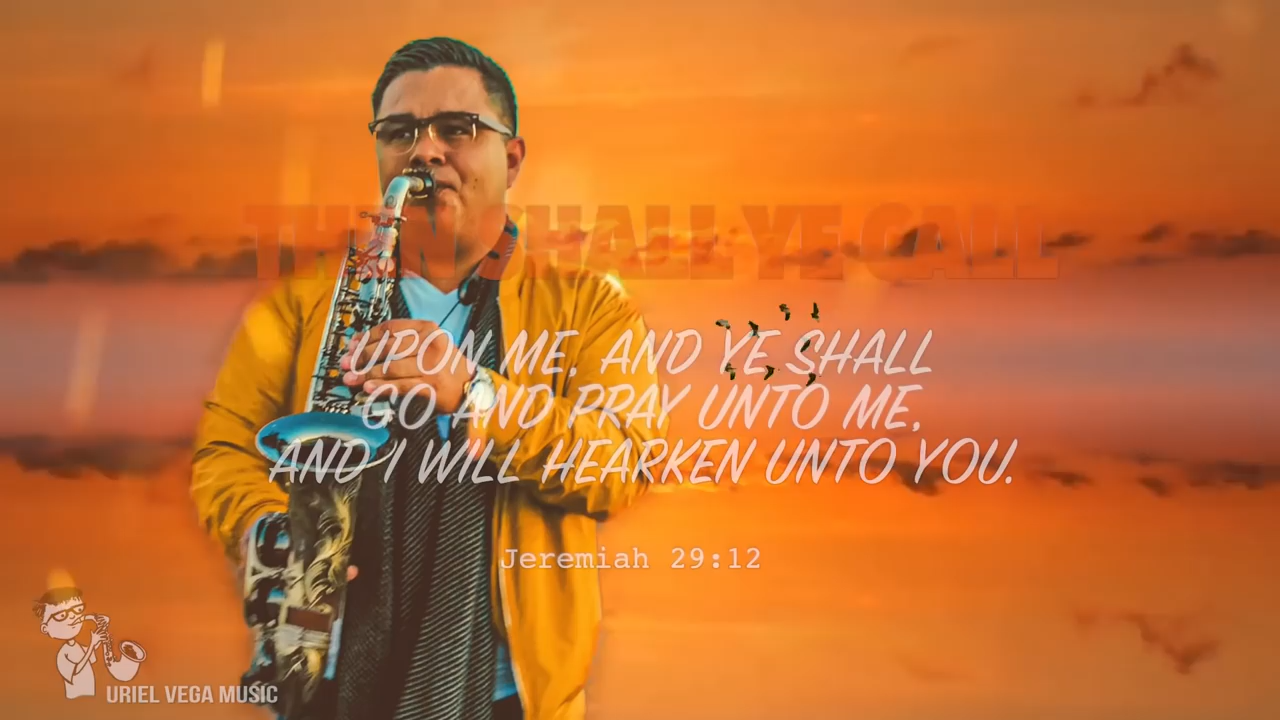 THEN SHALL YE CALL
UPON ME, AND YE SHALL
GO AND PRAY UNTO ME,
AND I WILL HEARKEN UNTO YOU.
Jeremiah 29:12
URIEL VEGA MUSIC